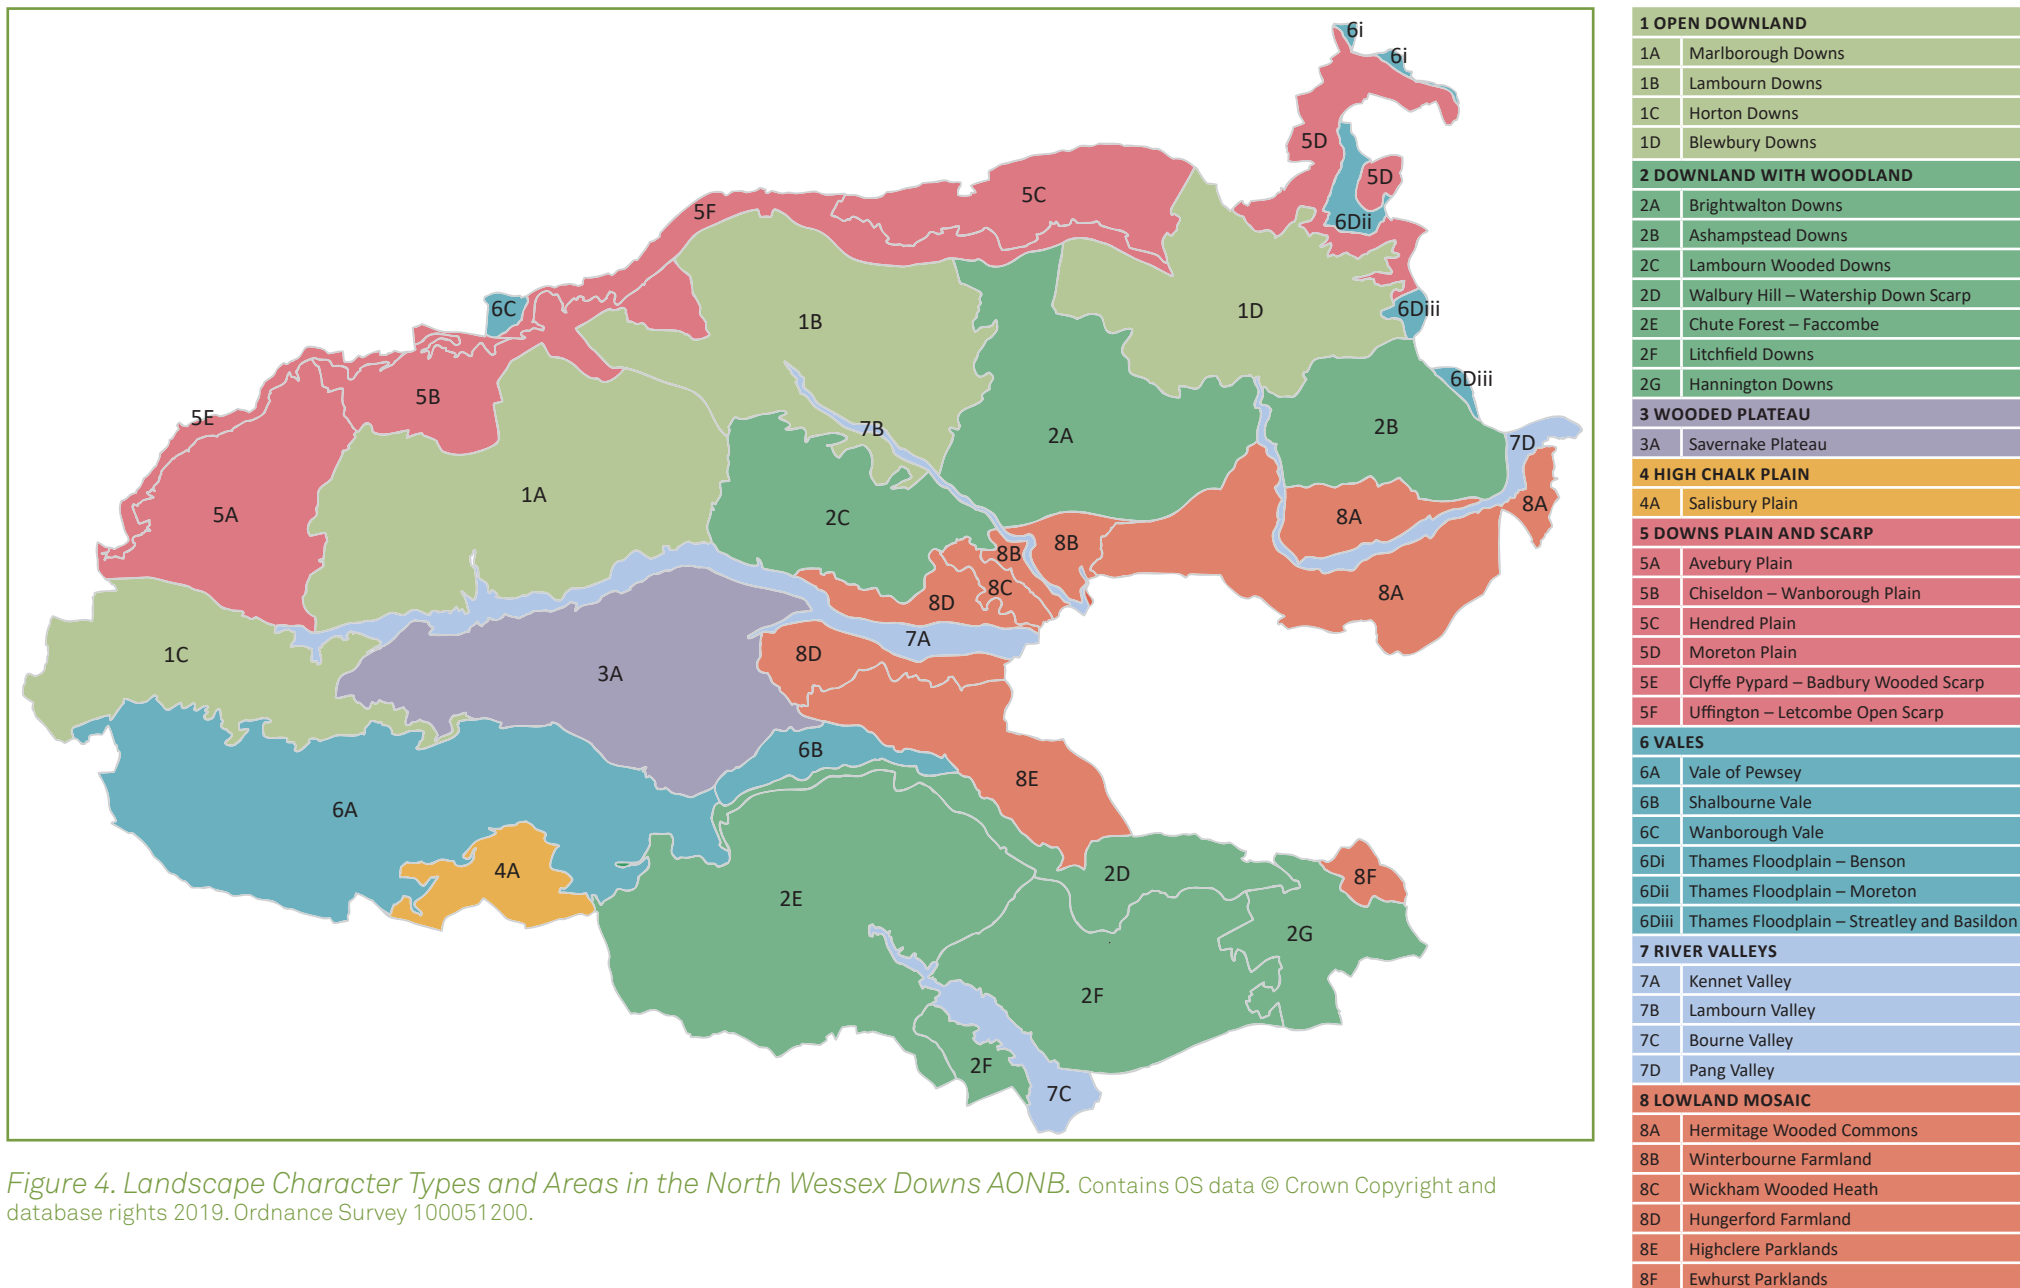 6i
6i
5D
5D
5C
5F
6Dii
6C
1B
1D
6Diii
6Diii
5B
5E
7B
2A
2B
7D
1A
5A
2C
8A
8A
8B
8B
8C
8D
8A
7A
1C
8D
3A
6B
8E
6A
4A
2D
8F
2E
2G
2F
2F
7C
1 OPEN DOWNLAND
1A Marlborough Downs
1B Lambourn Downs
1C Horton Downs
1D Blewbury Downs
2 DOWNLAND WITH WOODLAND
2A Brightwalton Downs
2B Ashampstead Downs
2C Lambourn Wooded Downs
2D Walbury Hill – Watership Down Scarp
2E Chute Forest – Faccombe
2F Litchfield Downs
2G Hannington Downs
3 WOODED PLATEAU
3A Savernake Plateau
4 HIGH CHALK PLAIN
4A Salisbury Plain
5 DOWNS PLAIN AND SCARP
5A Avebury Plain
5B Chiseldon – Wanborough Plain
5C Hendred Plain
5D Moreton Plain
5E Clyffe Pypard – Badbury Wooded Scarp
5F Uffington – Letcombe Open Scarp
6 VALES
6A Vale of Pewsey
6B Shalbourne Vale
6C Wanborough Vale
6Di Thames Floodplain – Benson
6Dii Thames Floodplain – Moreton
6Diii Thames Floodplain – Streatley and Basildon
7 RIVER VALLEYS
7A Kennet Valley
7B Lambourn Valley
7C Bourne Valley
7D Pang Valley
8 LOWLAND MOSAIC
8A Hermitage Wooded Commons
8B Winterbourne Farmland
8C Wickham Wooded Heath
8D Hungerford Farmland
8E Highclere Parklands
8F Ewhurst Parklands
Figure 4. Landscape Character Types and Areas in the North Wessex Downs AONB. Contains OS data © Crown Copyright and
database rights 2019. Ordnance Survey 100051200.